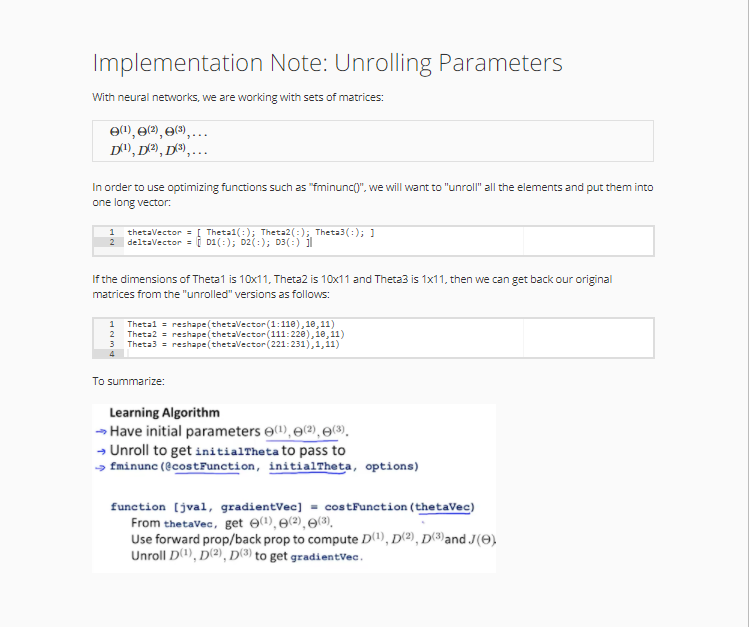 Implementation Note: Unrolling Parameters
With neural networks, we are working with sets of matrices:
Θ(1), Θ(2), Θ(3), . . .
D(1), D(2), D(3), . . .
In order to use optimizing functions such as "fminunc()", we will want to "unroll" all the elements and put them into
one long vector:
1 thetaVector = [ Theta1(:); Theta2(:); Theta3(:); ]
2 deltaVector = [ D1(:); D2(:); D3(:) ]
If the dimensions of Theta1 is 10x11, Theta2 is 10x11 and Theta3 is 1x11, then we can get back our original
matrices from the "unrolled" versions as follows:
1 Theta1 = reshape(thetaVector(1:110),10,11)
2 Theta2 = reshape(thetaVector(111:220),10,11)
3 Theta3 = reshape(thetaVector(221:231),1,11)
4
To summarize:
Learning Algorithm
→ Have initial parameters Θ(1), Θ(2), Θ(3).
→ Unroll to get initialTheta to pass to
→ fminunc(@costFunction, initialTheta, options)
function [jval, gradientVec] = costFunction(thetaVec)
From thetaVec, get Θ(1), Θ(2), Θ(3).
Use forward prop/back prop to compute D(1), D(2), D(3) and J(Θ).
Unroll D(1), D(2), D(3) to get gradientVec.